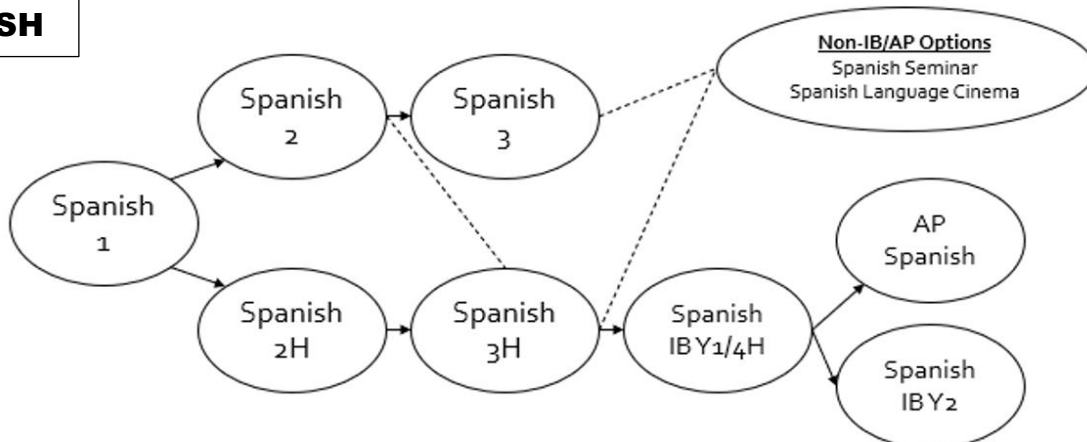 SH
Spanish
1
Spanish
2
Spanish
3
Non-IB/AP Options
Spanish Seminar
Spanish Language Cinema
Spanish
2H
Spanish
3H
Spanish
IB Y1/4H
AP
Spanish
Spanish
IB Y2